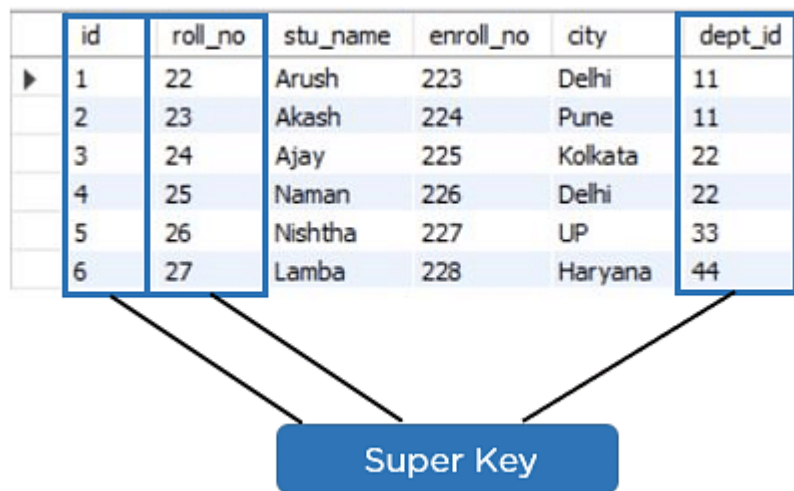 id roll_no stu_name enroll_no city dept_id
1 22 Arush 223 Delhi 11
2 23 Akash 224 Pune 11
3 24 Ajay 225 Kolkata 22
4 25 Naman 226 Delhi 22
5 26 Nishtha 227 UP 33
6 27 Lamba 228 Haryana 44
Super Key